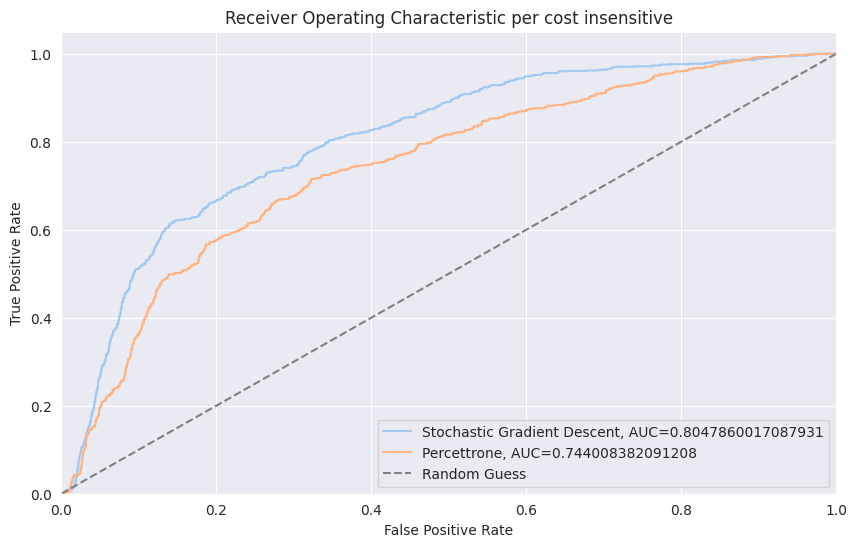 Receiver Operating Characteristic per cost insensitive
1.0
0.8
0.6
0.4
0.2
0.0
True Positive Rate
Stochastic Gradient Descent, AUC=0.8047860017087931
Percettrone, AUC=0.744008382091208
Random Guess
0.0 0.2 0.4 0.6 0.8 1.0
False Positive Rate